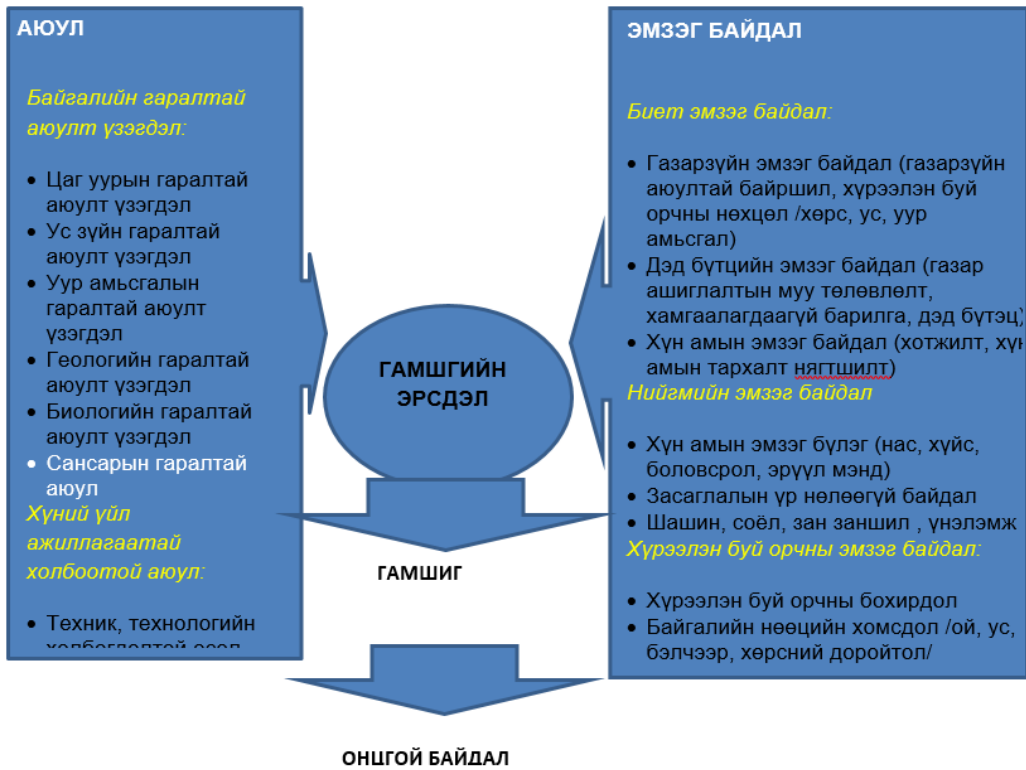 АЮУЛ
Байгалийн гаралтай
аюулт үзэгдэл:
• Цаг уурын гаралтай
аюулт үзэгдэл
• Ус зүйн гаралтай
аюулт үзэгдэл
• Уур амьсгалын
гаралтай аюулт
үзэгдэл
• Геологийн гаралтай
аюулт үзэгдэл
• Биологийн гаралтай
аюулт үзэгдэл
• Сансарын гаралтай
аюул
Хүний үйл
ажиллагаатай
холбоотой аюул:
• Техник, технологийн
ГАМШГИЙН
ЭРСДЭЛ
ГАМШИГ
ОНЦГОЙ БАЙДАЛ
ЭМЗЭГ БАЙДАЛ
Биет эмзэг байдал:
• Газарзүйн эмзэг байдал (газарзүйн
аюултай байршил, хүрээлэн буй
орчны нөхцөл /хөрс, ус, уур
амьсгал)
• Дэд бүтцийн эмзэг байдал (газар
ашиглалтын муу төлөвлөлт,
хамгаалагдаагүй барилга, дэд бүтэц)
• Хүн амын эмзэг байдал (хотжилт, хүн
амын тархалт нягтшилт)
Нийгмийн эмзэг байдал
• Хүн амын эмзэг бүлэг (нас, хүйс,
боловсрол, эрүүл мэнд)
• Засаглалын үр нөлөөгүй байдал
• Шашин, соёл, зан заншил , үнэлэмж
Хүрээлэн буй орчны эмзэг байдал:
• Хүрээлэн буй орчны бохирдол
• Байгалийн нөөцийн хомсдол /ой, ус,
бэлчээр, хөрсний доройтол/